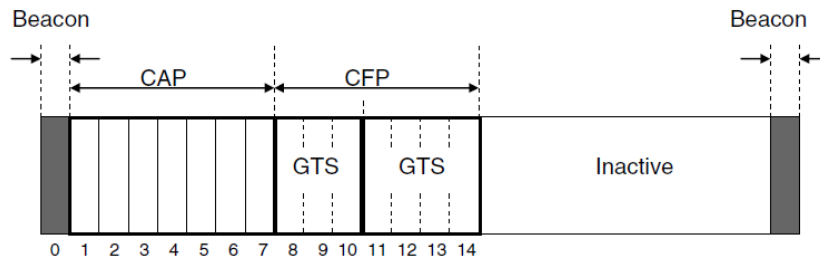 Beacon Beacon
CAP CFP
GTS GTS Inactive
0 1 2 3 4 5 6 7 8 9 10 11 12 13 14